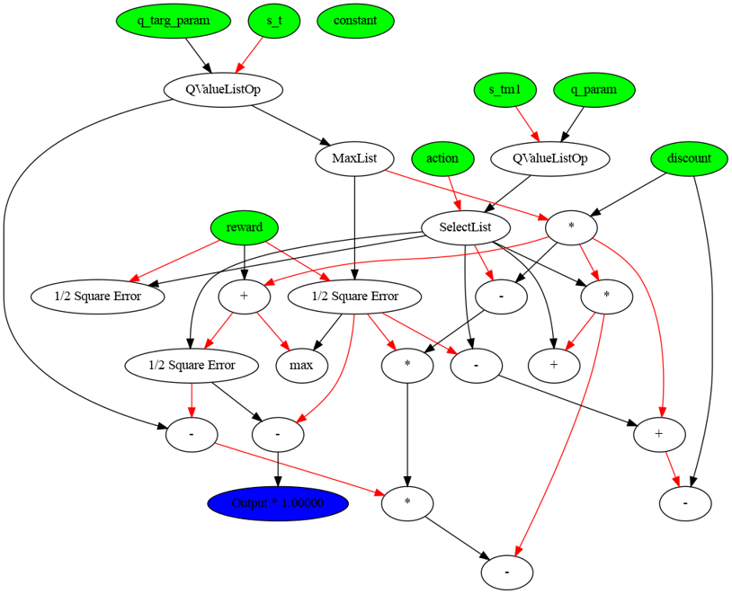 q_targ_param
s_t
constant
QValueListOp
s_tm1
q_param
MaxList
action
QValueListOp
discount
reward
SelectList
*
1/2 Square Error
+
1/2 Square Error
-
*
1/2 Square Error
max
*
-
+
-
-
+
Output * 1.00000
*
-
-